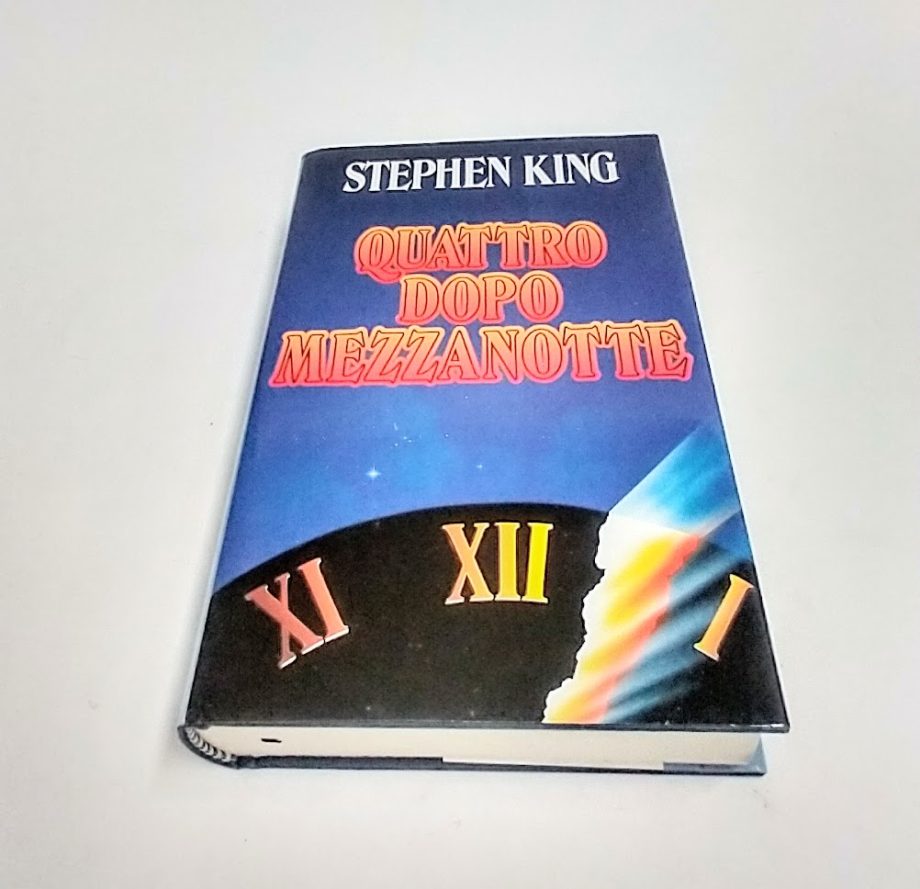 STEPHEN KING
QUATTRO
DOPO
MEZZANOTTE
XI XII I